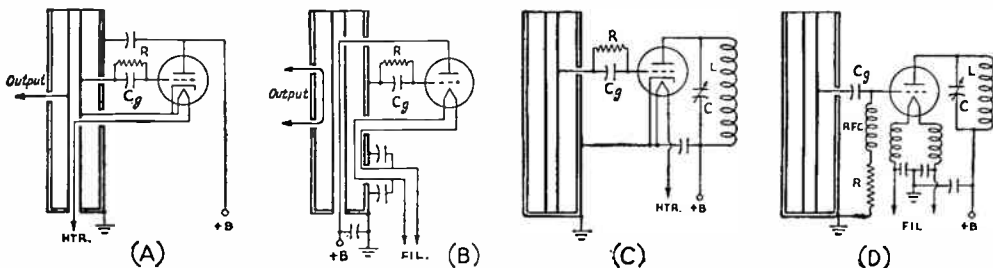 R
Cg
Output
HTR.
+B
(A)
R
Cg
Output
+B
FIL.
(B)
R
Cg
L
C
HTR.
+B
(C)
Cg
L
C
RFC
R
FIL
+B
(D)